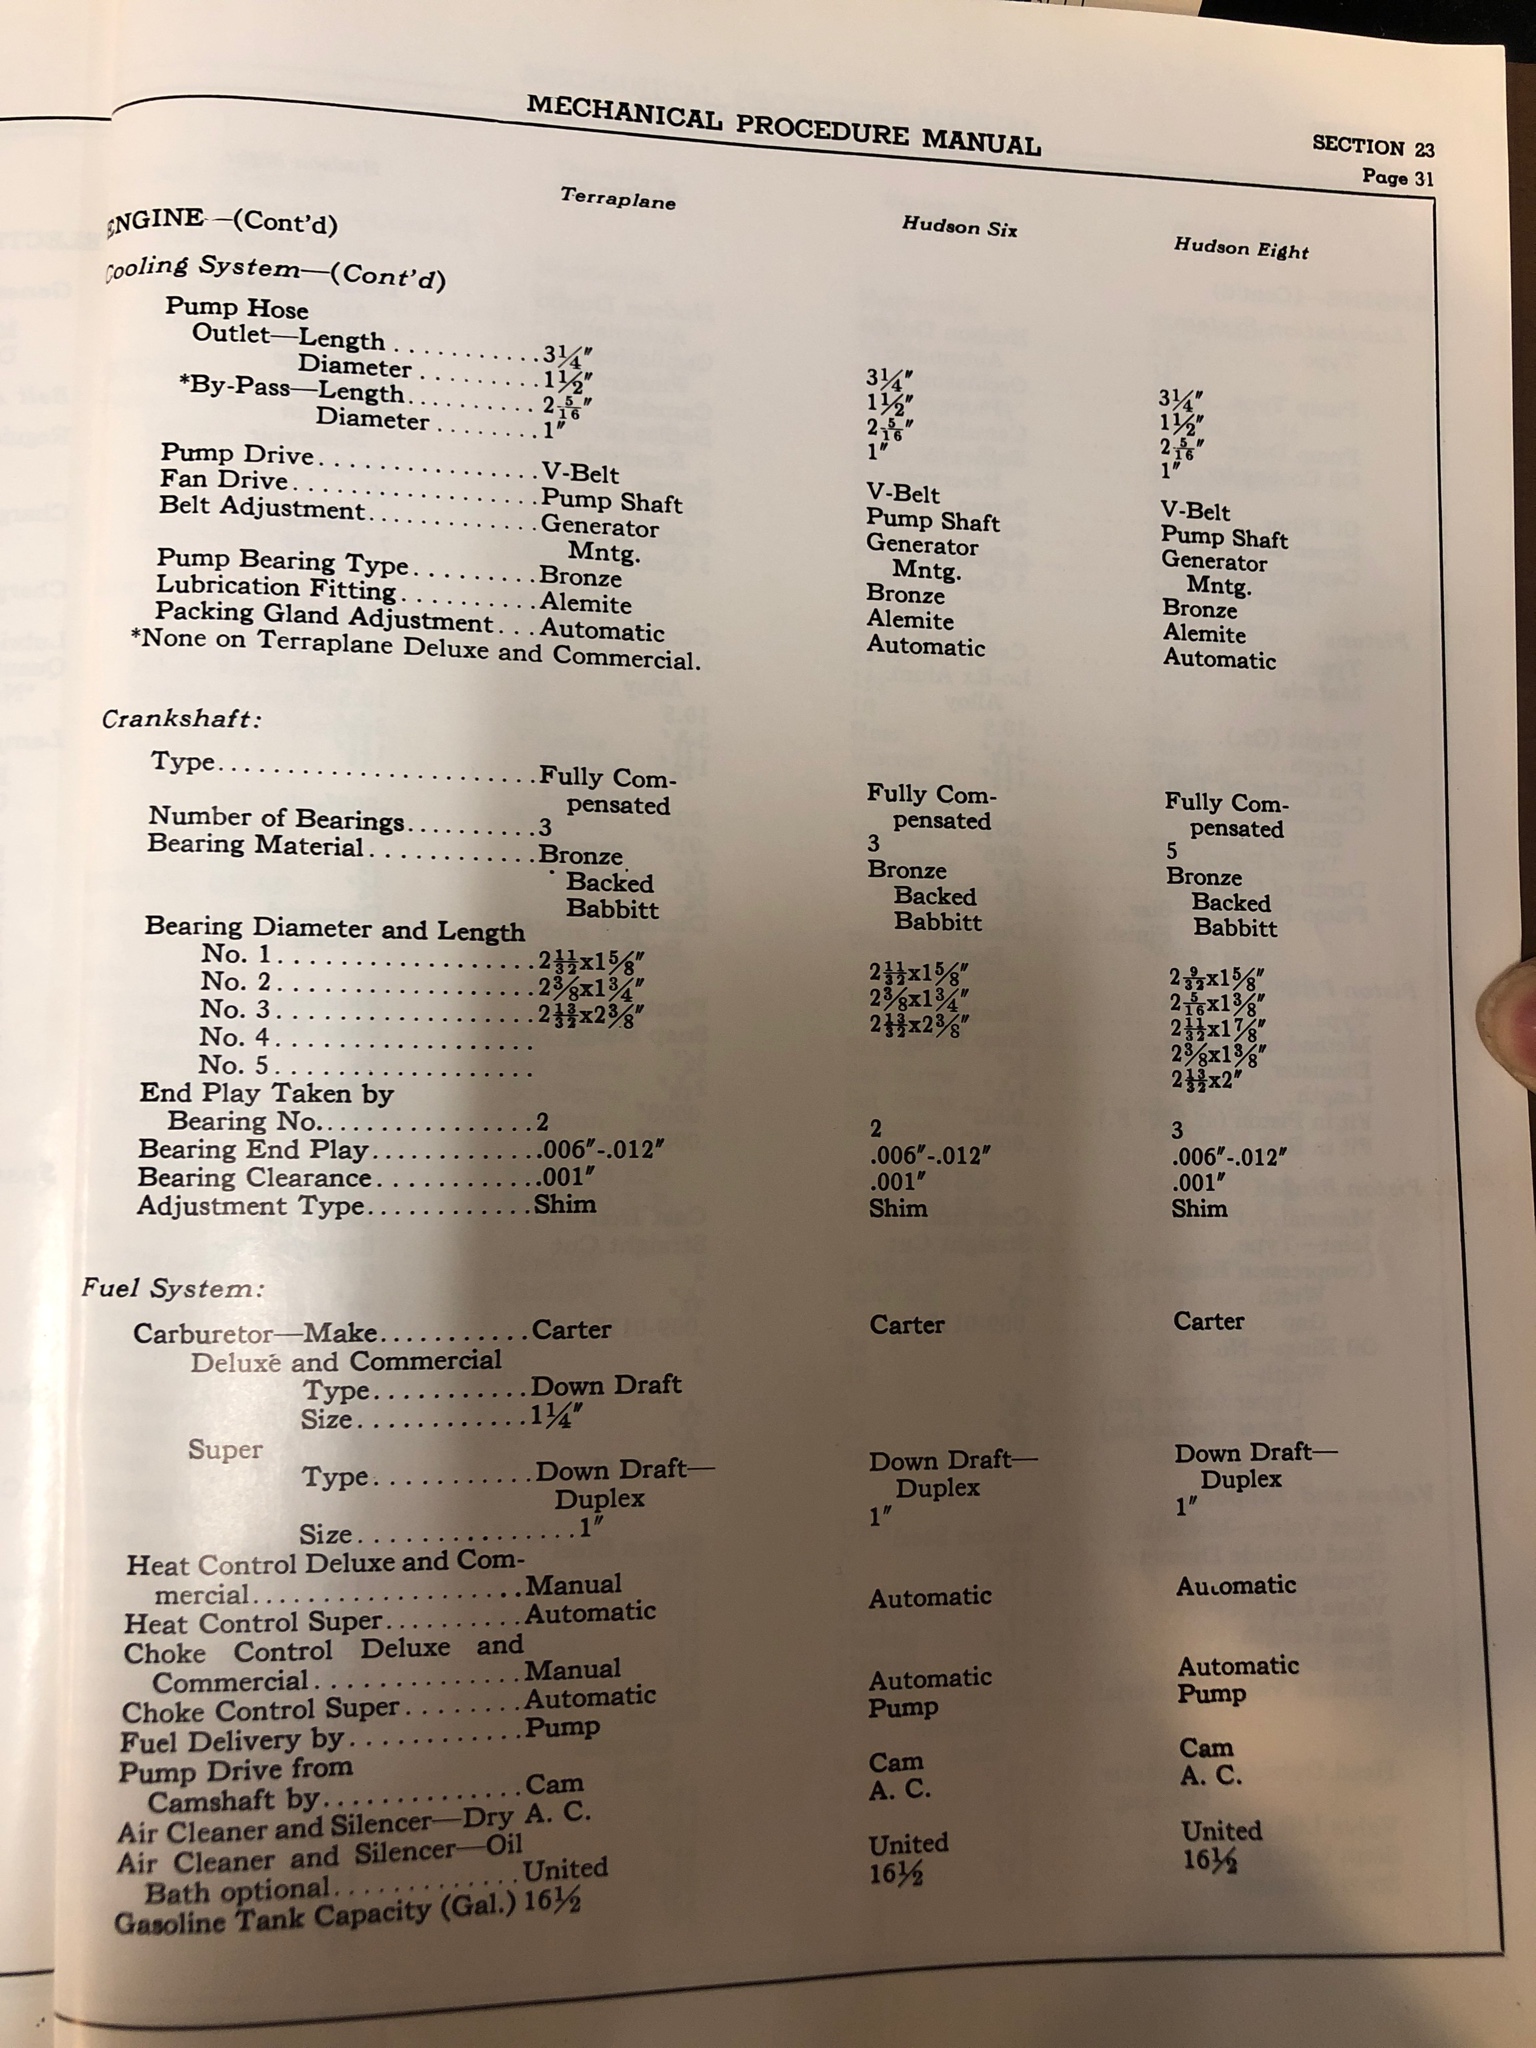 MECHANICAL PROCEDURE MANUAL
SECTION 23
Page 31
Terraplane Hudson Six Hudson Eight
ENGINE—(Cont'd)
Cooling System—(Cont'd)
Pump Hose
Outlet—Length...........3¼″ 3¼″ 3¼″
Diameter.........1½″ 1½″ 1½″
*By-Pass—Length..........2 5/16″ 2 5/16″ 2 5/16″
Diameter........1″ 1″ 1″
Pump Drive................V-Belt V-Belt V-Belt
Fan Drive..................Pump Shaft Pump Shaft Pump Shaft
Belt Adjustment.............Generator Generator Generator
Mntg. Mntg. Mntg.
Pump Bearing Type.........Bronze Bronze Bronze
Lubrication Fitting..........Alemite Alemite Alemite
Packing Gland Adjustment...Automatic Automatic Automatic
*None on Terraplane Deluxe and Commercial.
Crankshaft:
Type.......................Fully Com- Fully Com- Fully Com-
pensated pensated pensated
Number of Bearings..........3 3 5
Bearing Material............Bronze Bronze Bronze
Backed Backed Backed
Babbitt Babbitt Babbitt
Bearing Diameter and Length
No. 1...................2 11/32x1⅝″ 2 11/32x1⅝″ 2 9/32x1⅝″
No. 2...................2⅜x1¾″ 2⅜x1¾″ 2 5/16x1⅜″
No. 3...................2 13/32x2⅜″ 2 13/32x2⅜″ 2 11/32x1⅞″
No. 4................... 2⅜x1⅜″
No. 5................... 2 13/32x2″
End Play Taken by
Bearing No................2 2 3
Bearing End Play............006″-.012″ .006″-.012″ .006″-.012″
Bearing Clearance............001″ .001″ .001″
Adjustment Type............Shim Shim Shim
Fuel System:
Carburetor—Make...........Carter Carter Carter
Deluxe and Commercial
Type...........Down Draft
Size............1¼″
Super
Type............Down Draft— Down Draft— Down Draft—
Duplex Duplex Duplex
Size................1″ 1″ 1″
Heat Control Deluxe and Com-
mercial....................Manual
Heat Control Super..........Automatic Automatic Automatic
Choke Control Deluxe and
Commercial...............Manual
Choke Control Super.........Automatic Automatic Automatic
Fuel Delivery by.............Pump Pump Pump
Pump Drive from
Camshaft by...............Cam Cam Cam
Air Cleaner and Silencer—Dry A. C. A. C. A. C.
Air Cleaner and Silencer—Oil
Bath optional..............United United United
Gasoline Tank Capacity (Gal.) 16½ 16½ 16½